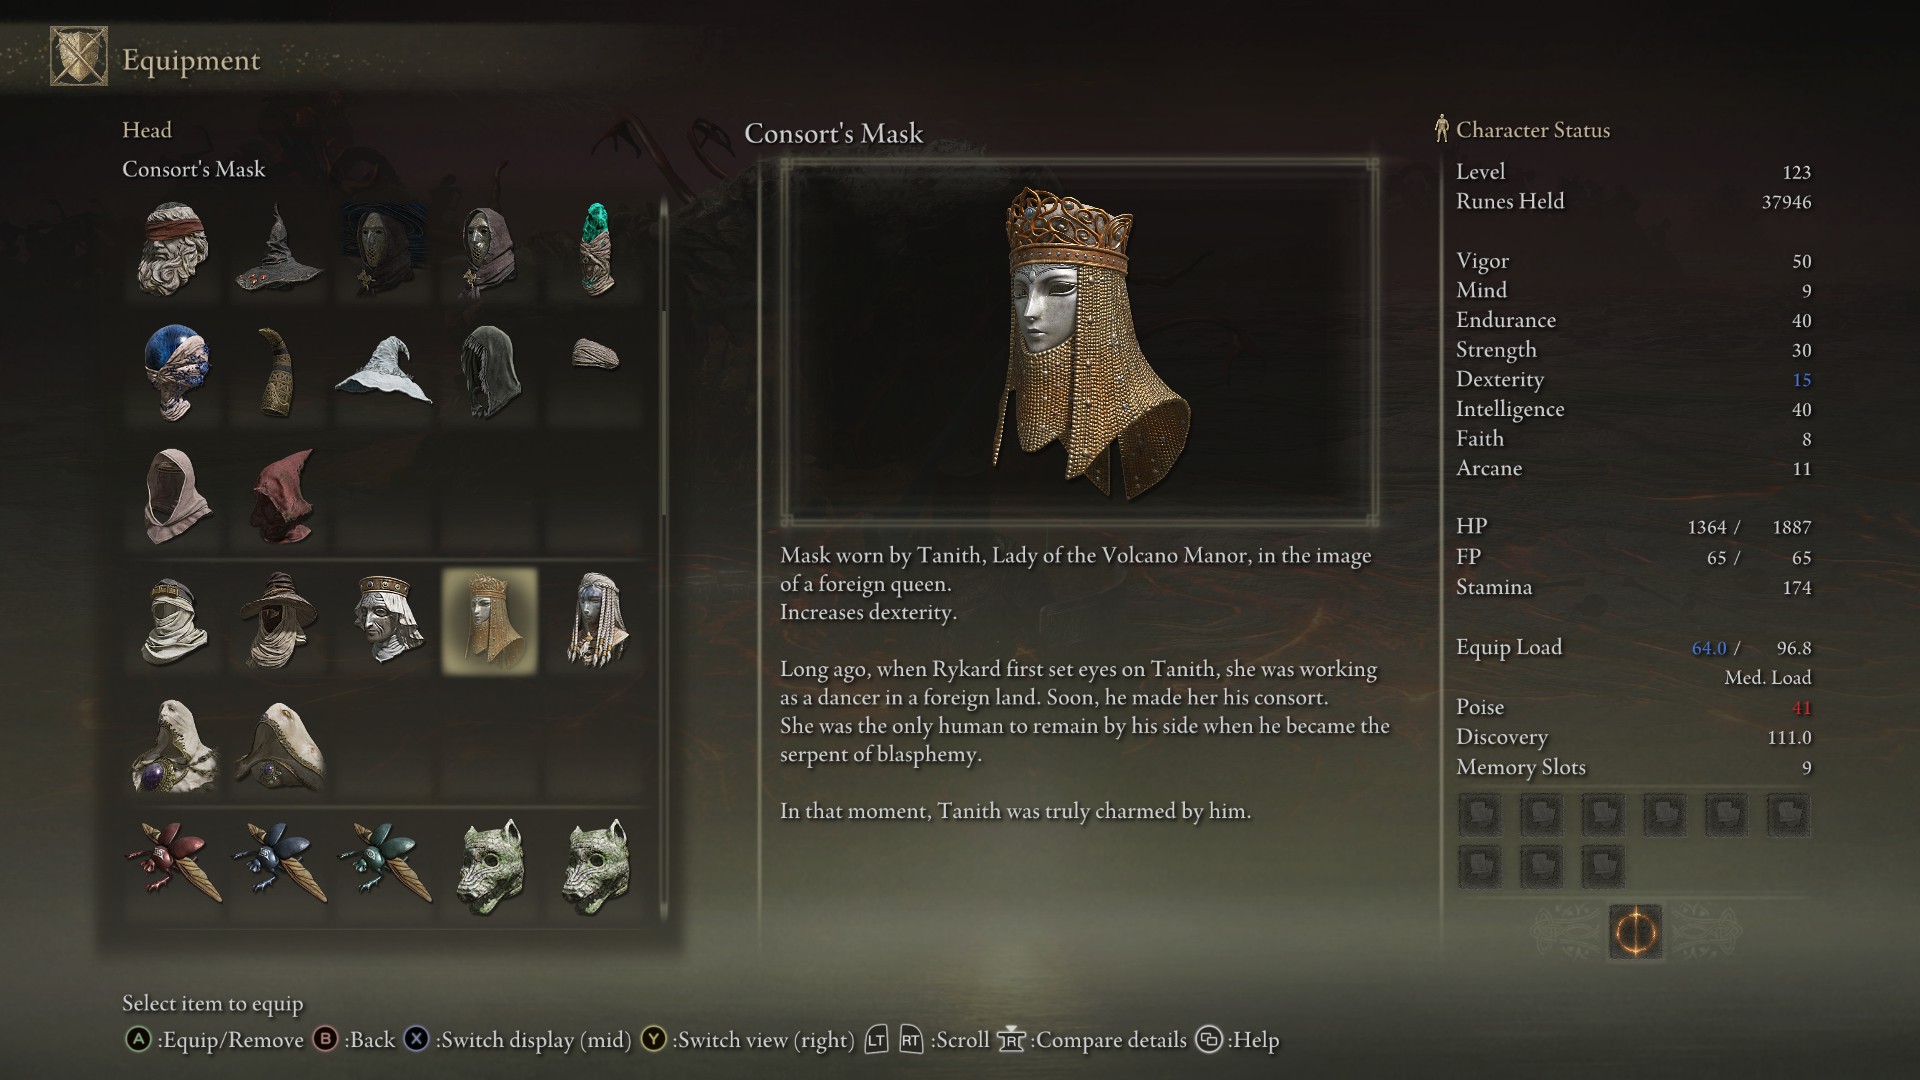 Equipment
Head
Consort's Mask
Consort's Mask
Mask worn by Tanith, Lady of the Volcano Manor, in the image
of a foreign queen.
Increases dexterity.
Long ago, when Rykard first set eyes on Tanith, she was working
as a dancer in a foreign land. Soon, he made her his consort.
She was the only human to remain by his side when he became the
serpent of blasphemy.
In that moment, Tanith was truly charmed by him.
Character Status
Level 123
Runes Held 37946
Vigor 50
Mind 9
Endurance 40
Strength 30
Dexterity 15
Intelligence 40
Faith 8
Arcane 11
HP 1364 / 1887
FP 65 / 65
Stamina 174
Equip Load 64.0 / 96.8
Med. Load
Poise 41
Discovery 111.0
Memory Slots 9
Select item to equip
A :Equip/Remove B :Back X :Switch display (mid) Y :Switch view (right) LT RT :Scroll R :Compare details :Help